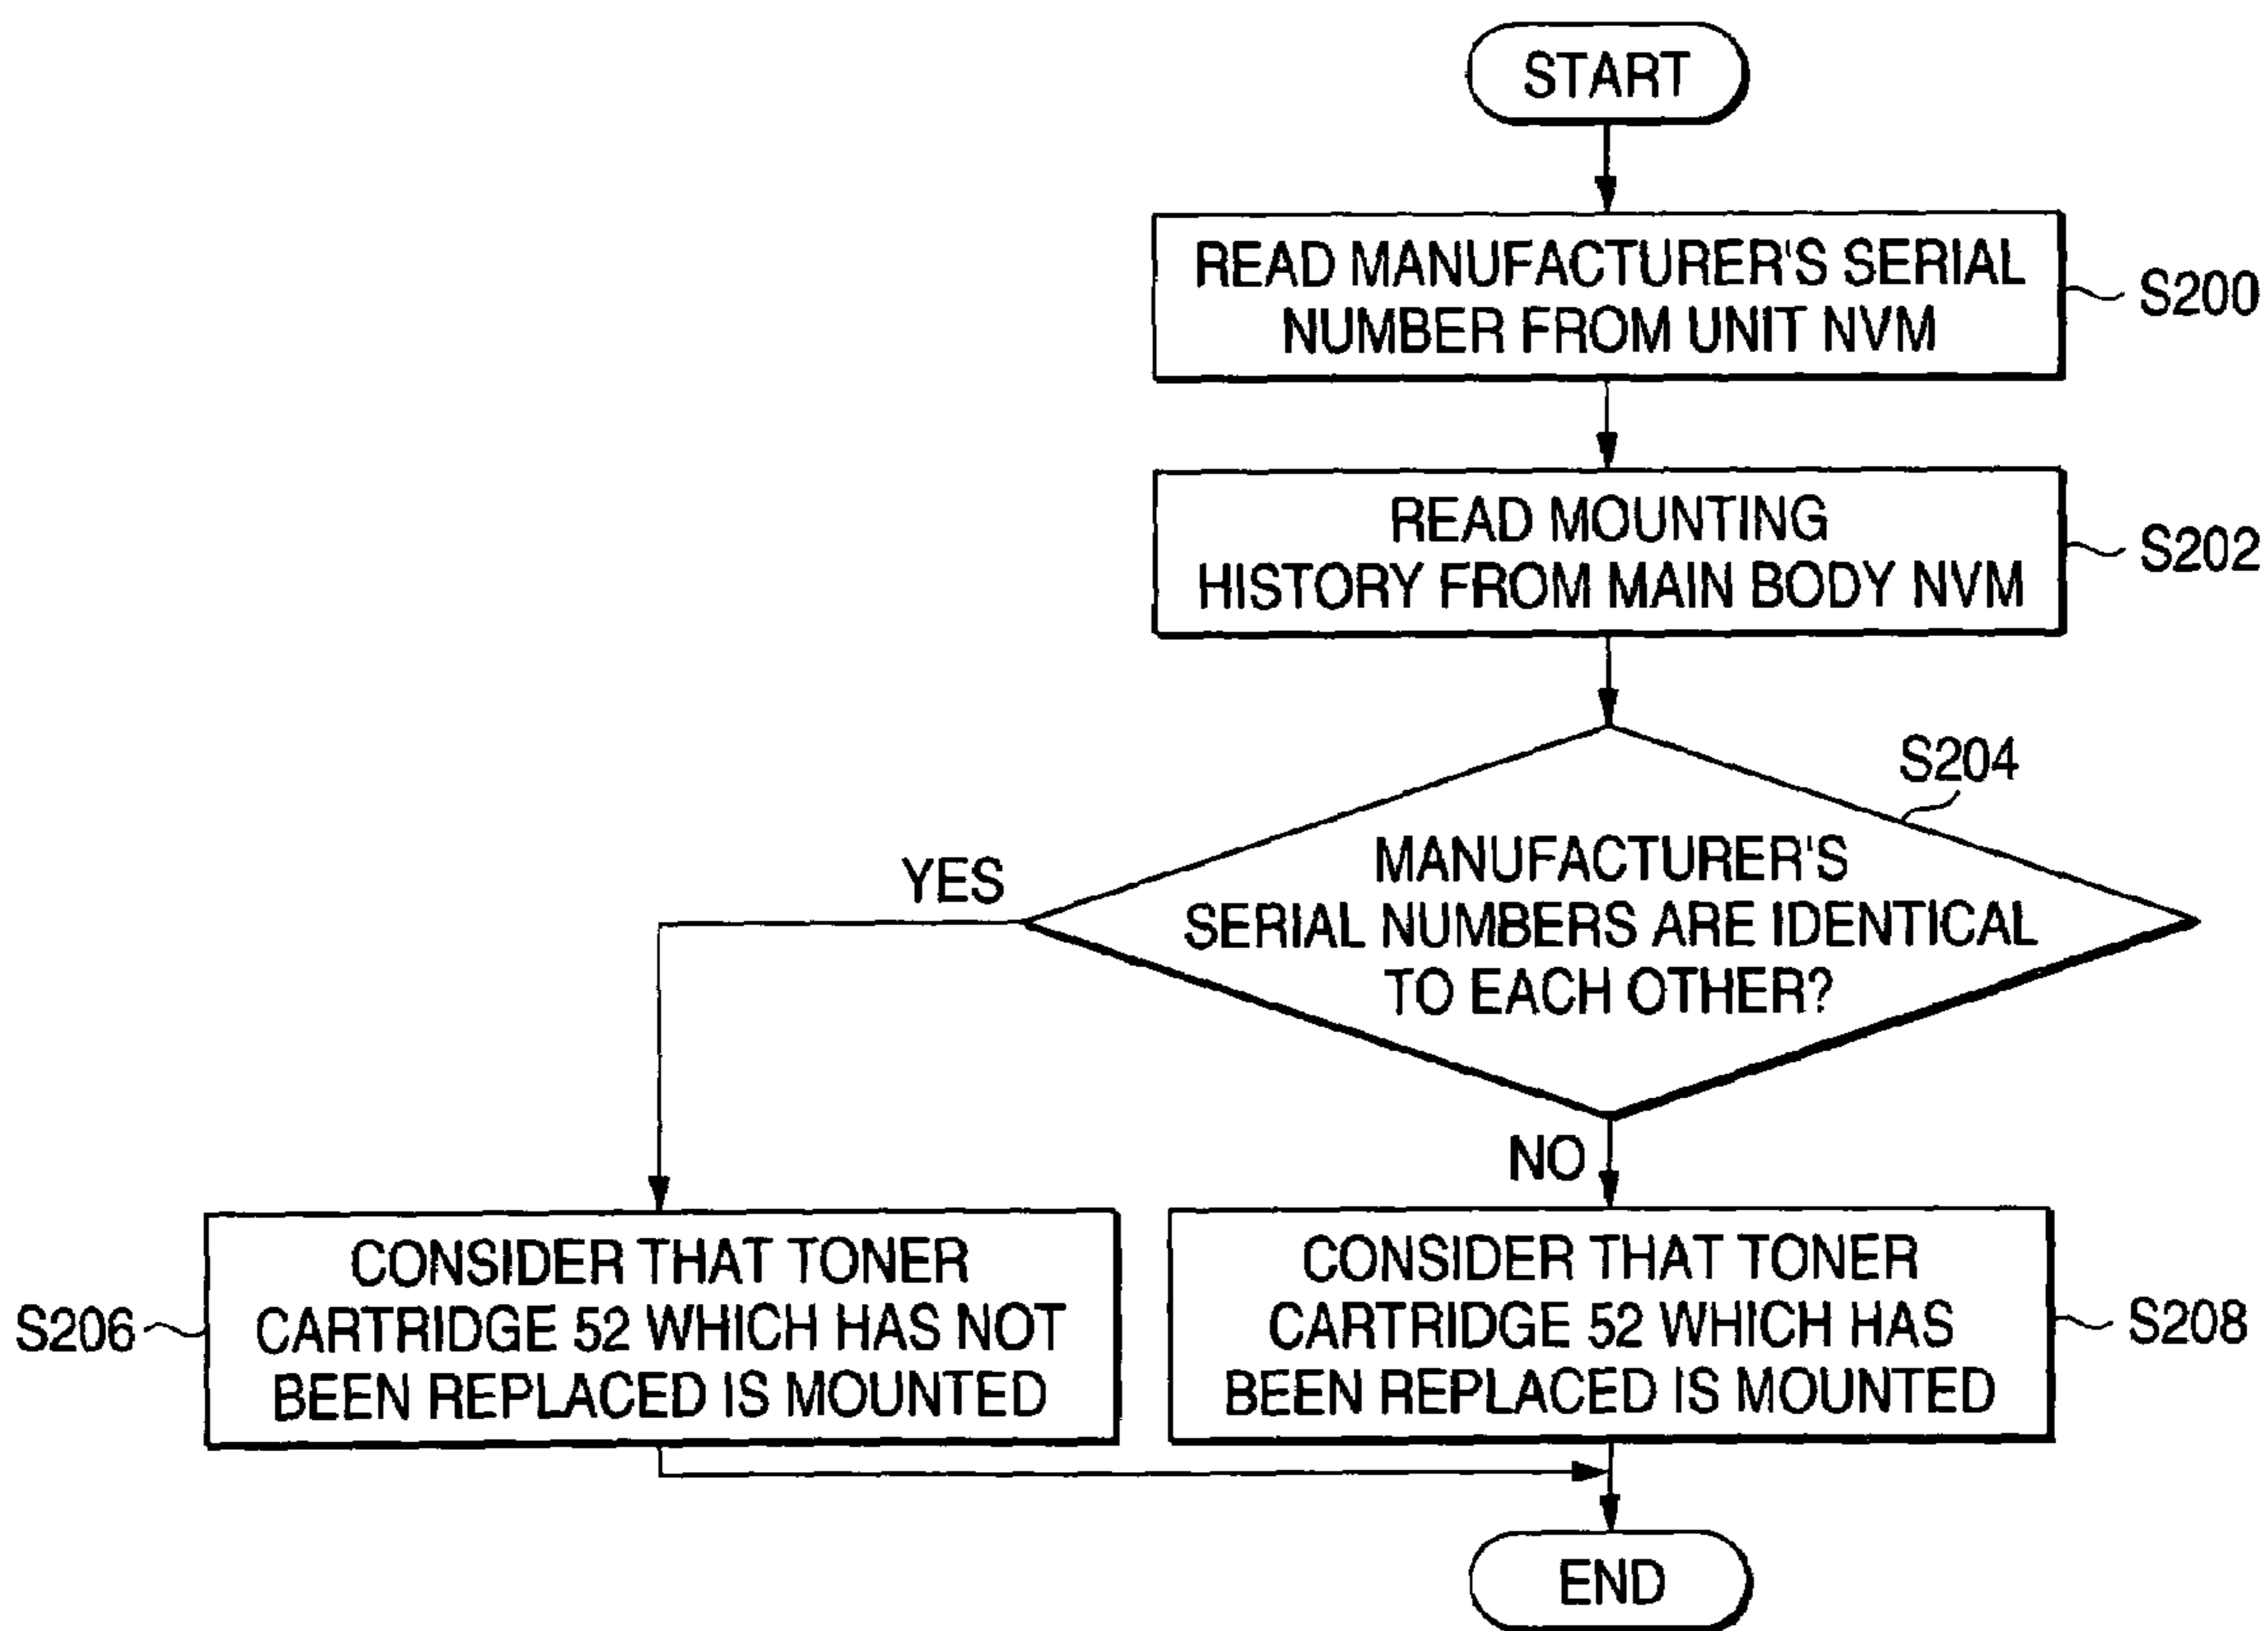 START
READ MANUFACTURER'S SERIAL
NUMBER FROM UNIT NVM
S200
READ MOUNTING
HISTORY FROM MAIN BODY NVM
S202
S204
MANUFACTURER'S
SERIAL NUMBERS ARE IDENTICAL
TO EACH OTHER?
YES
NO
CONSIDER THAT TONER
CARTRIDGE 52 WHICH HAS NOT
BEEN REPLACED IS MOUNTED
S206
CONSIDER THAT TONER
CARTRIDGE 52 WHICH HAS
BEEN REPLACED IS MOUNTED
S208
END